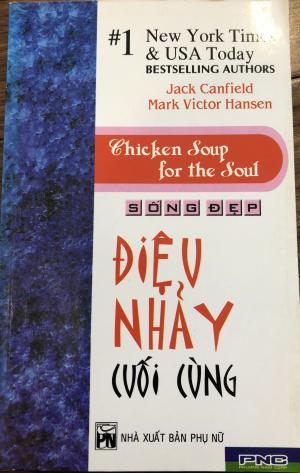 #1 New York Times
& USA Today
BESTSELLING AUTHORS
Jack Canfield
Mark Victor Hansen
Chicken Soup
for the Soul
SỐNG ĐẸP
ĐIỆU
NHẢY
CUỐI CÙNG
PN
NHÀ XUẤT BẢN PHỤ NỮ
PNC